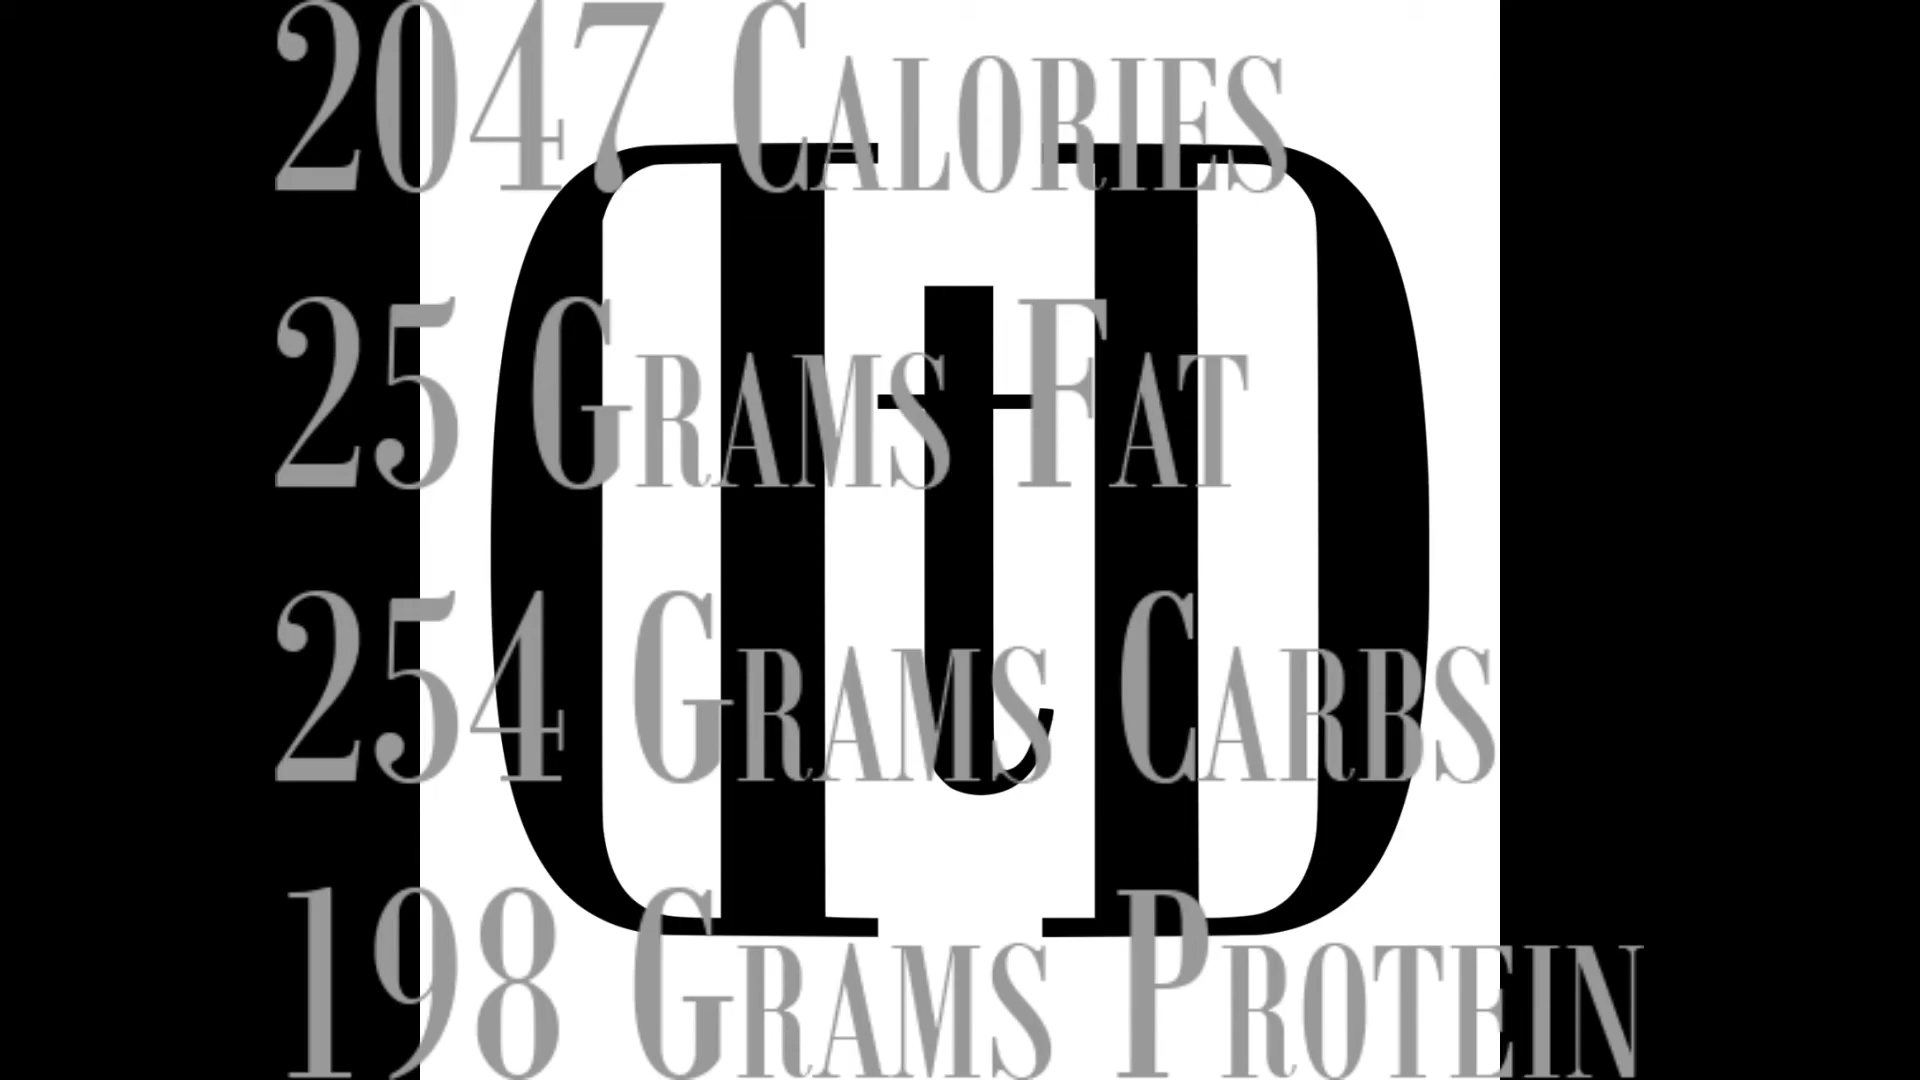 2047 Calories
25 Grams Fat
254 Grams Carbs
198 Grams Protein